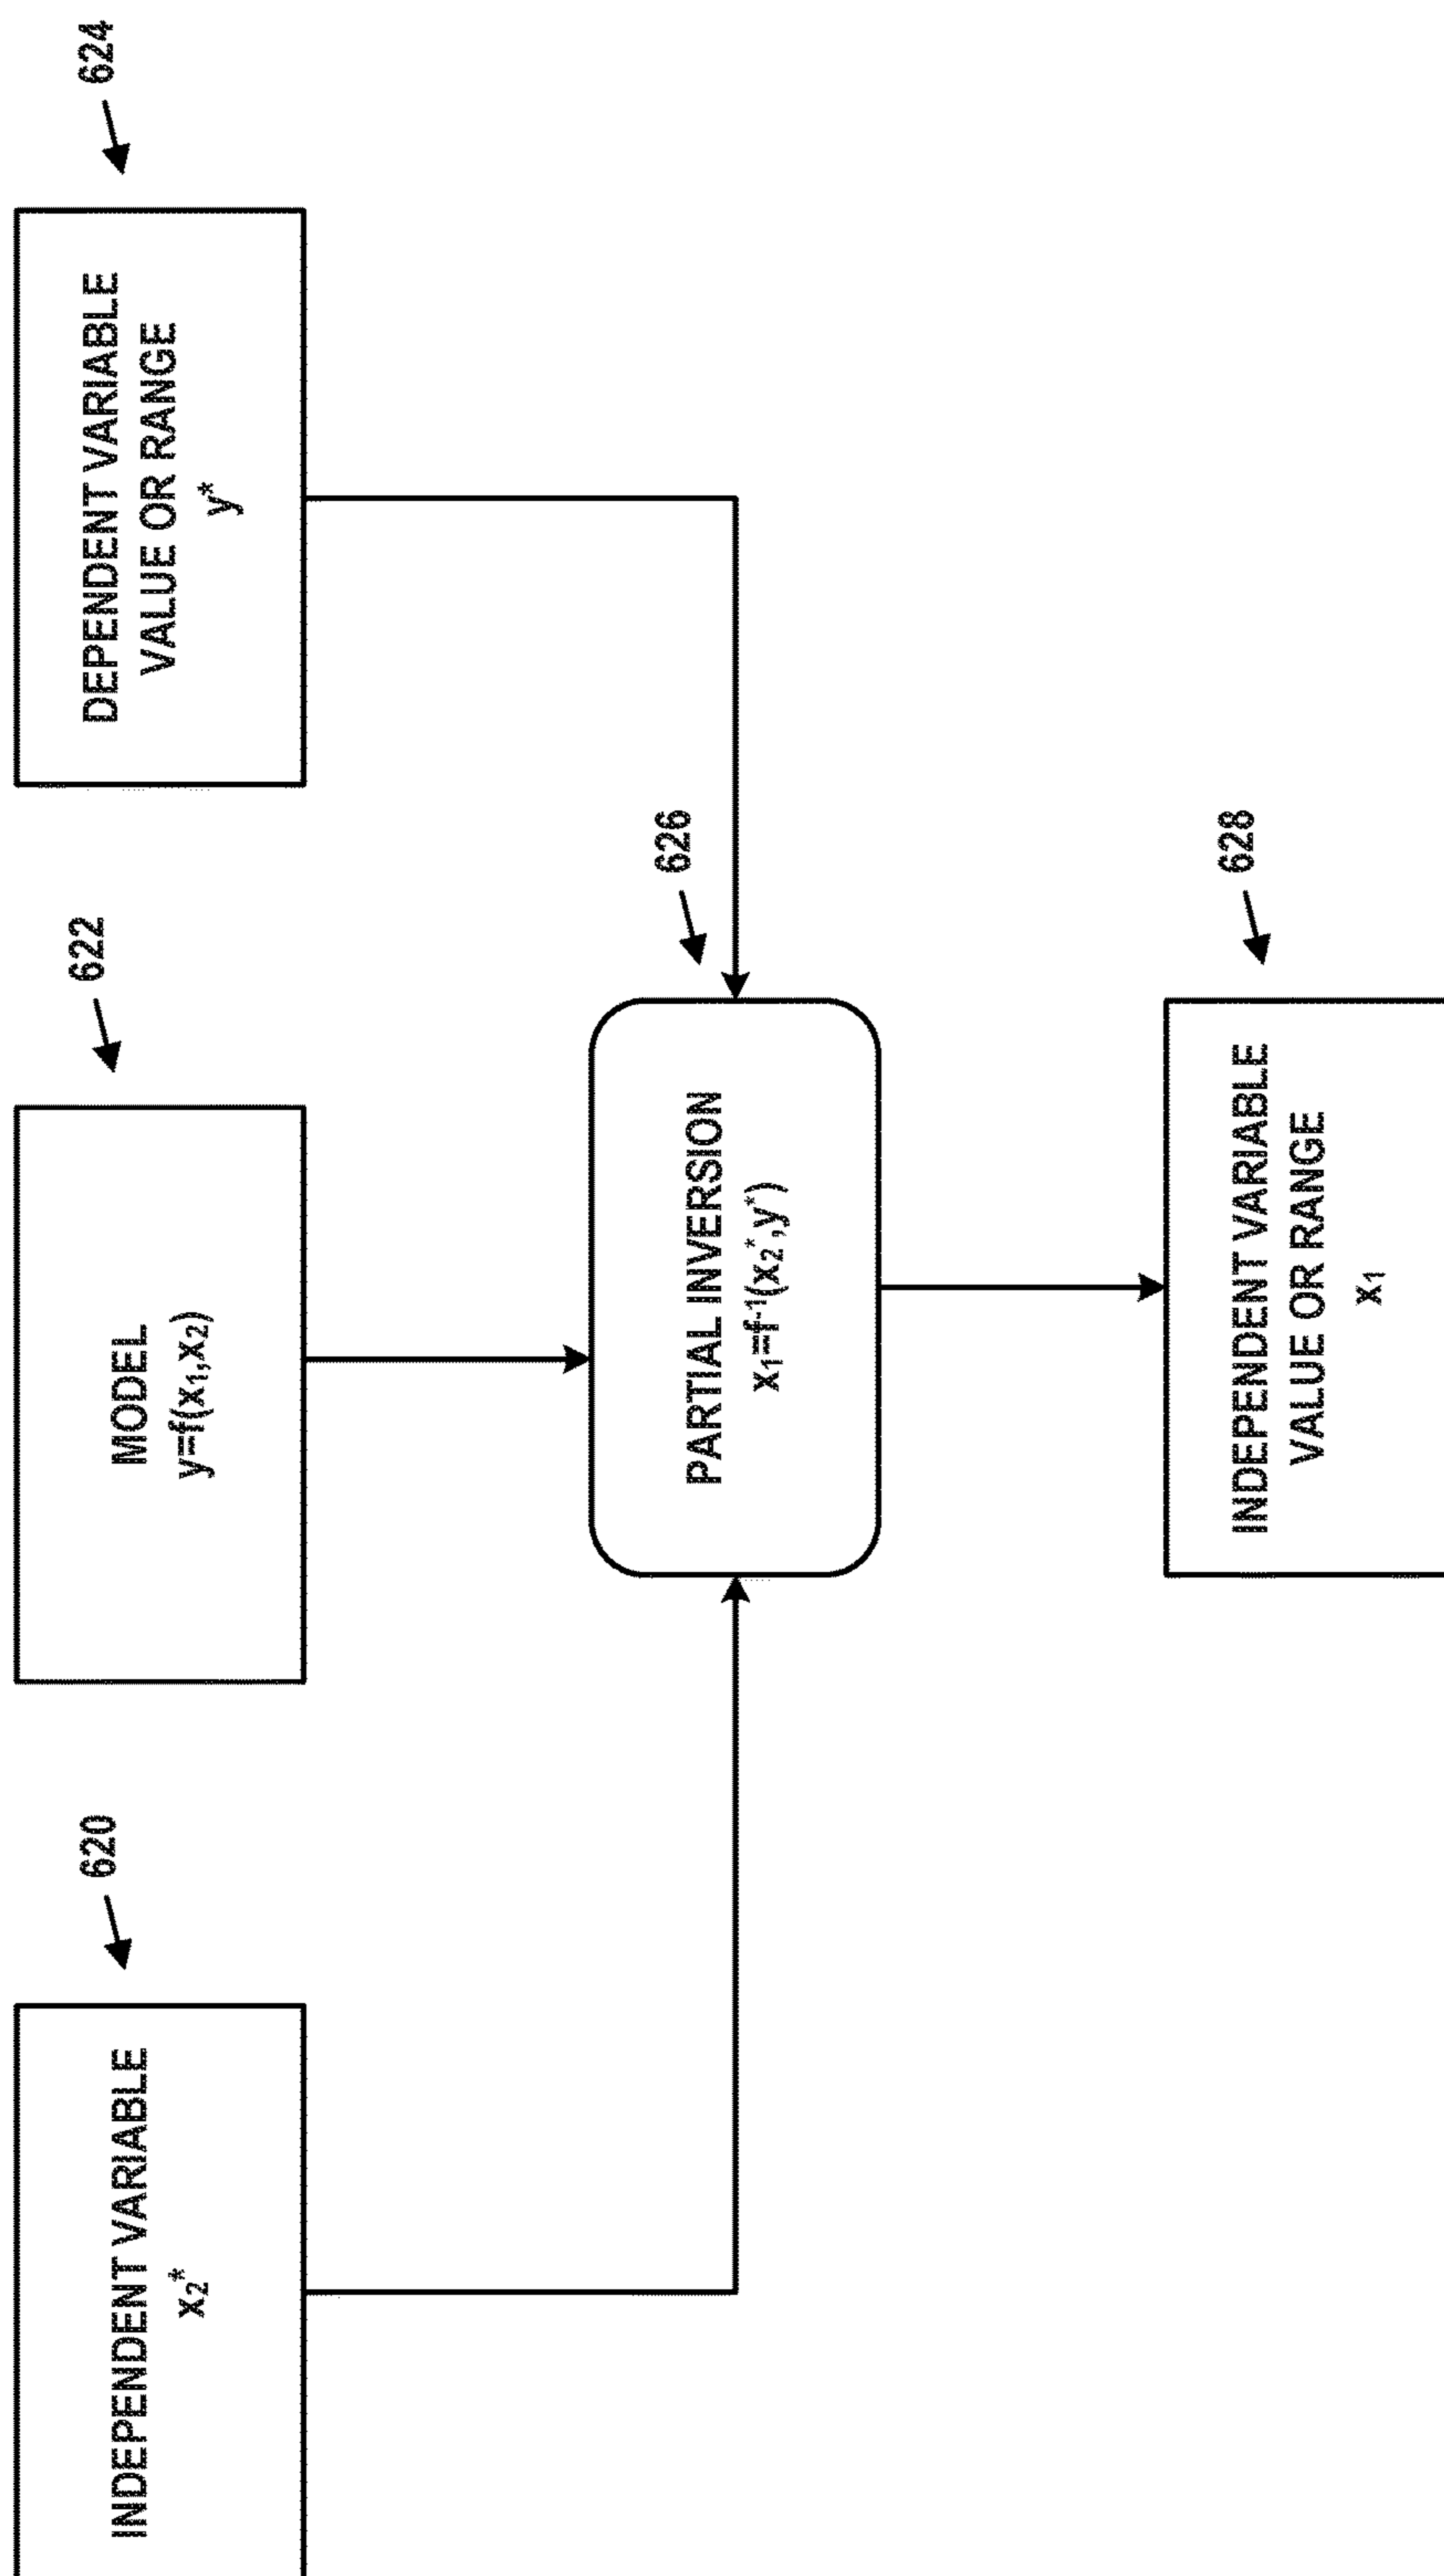 620
INDEPENDENT VARIABLE
x₂*
622
MODEL
y=f(x₁,x₂)
624
DEPENDENT VARIABLE
VALUE OR RANGE
y*
626
PARTIAL INVERSION
x₁=f⁻¹(x₂*,y*)
628
INDEPENDENT VARIABLE
VALUE OR RANGE
x₁